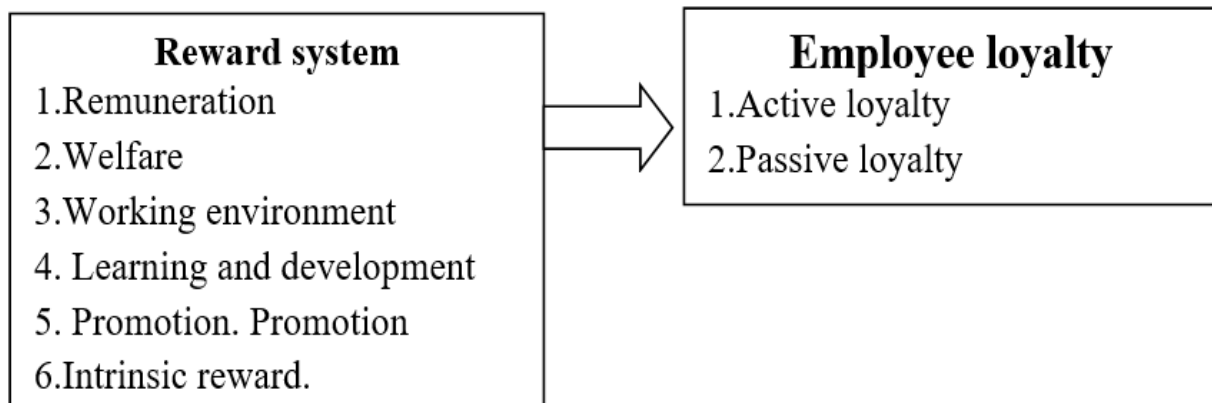 Reward system
1.Remuneration
2.Welfare
3.Working environment
4. Learning and development
5. Promotion. Promotion
6.Intrinsic reward.
Employee loyalty
1.Active loyalty
2.Passive loyalty